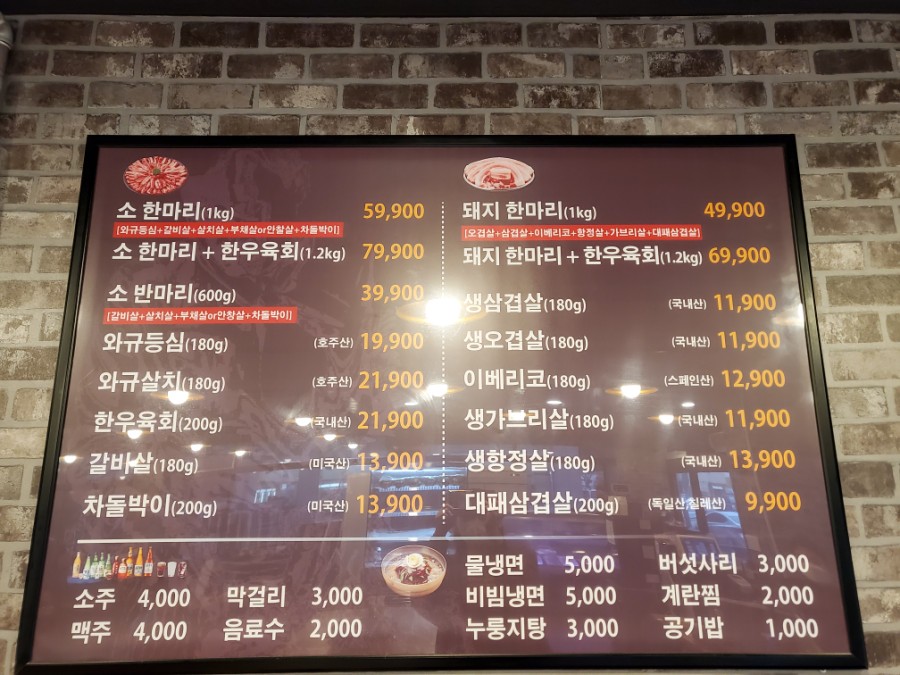 소 한마리(1kg) 59,900
[와규등심+갈비살+살치살+부채살or안찰살+차돌박이]
소 한마리 + 한우육회(1.2kg) 79,900
소 반마리(600g) 39,900
[갈비살+살치살+부채살or안창살+차돌박이]
와규등심(180g) (호주산) 19,900
와규살치(180g) (호주산) 21,900
한우육회(200g) (국내산) 21,900
갈비살(180g) (미국산) 13,900
차돌박이(200g) (미국산) 13,900
돼지 한마리(1kg) 49,900
[오겹살+삼겹살+이베리코+항정살+가브리살+대패삼겹살]
돼지 한마리 + 한우육회(1.2kg) 69,900
생삼겹살(180g) (국내산) 11,900
생오겹살(180g) (국내산) 11,900
이베리코(180g) (스페인산) 12,900
생가브리살(180g) (국내산) 11,900
생항정살(180g) (국내산) 13,900
대패삼겹살(200g) (독일산,칠레산) 9,900
소주 4,000 막걸리 3,000
맥주 4,000 음료수 2,000
물냉면 5,000 버섯사리 3,000
비빔냉면 5,000 계란찜 2,000
누룽지탕 3,000 공기밥 1,000